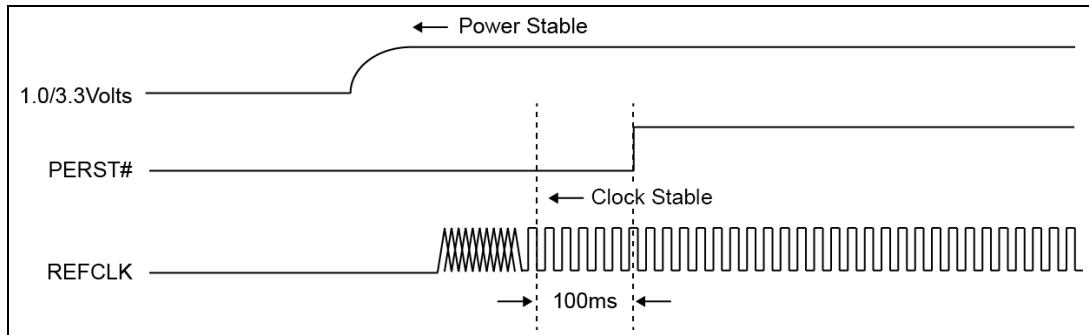 ← Power Stable
1.0/3.3Volts
PERST#
← Clock Stable
REFCLK
100ms